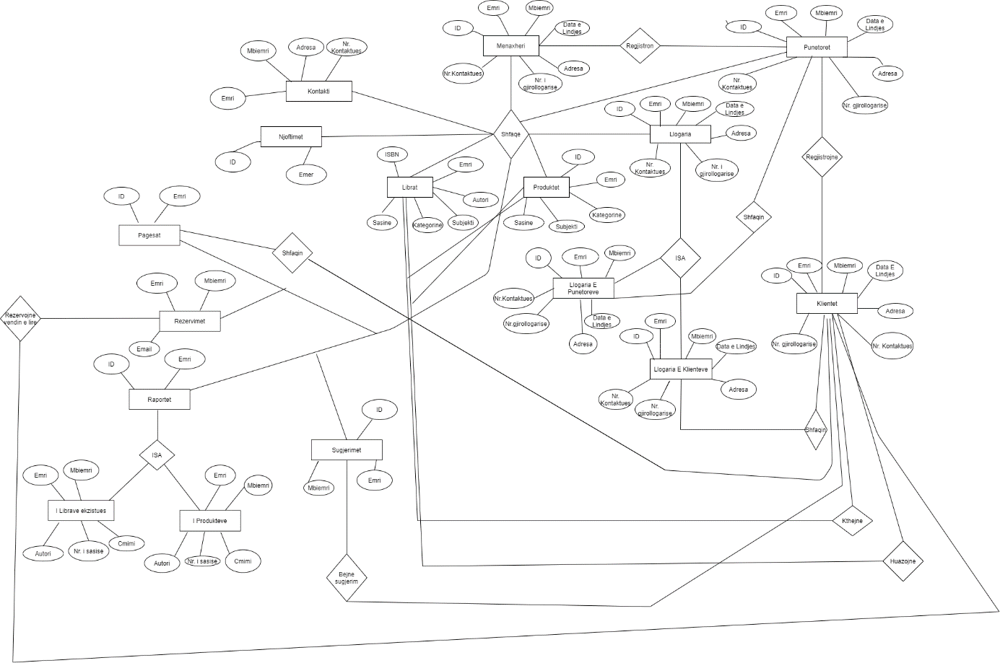 Emri
Mbiemri
ID
Data e
Lindjes
Menaxheri
Nr.Kontaktues
Nr. i
gjirollogarise
Adresa
Regjistron
ID
Emri
Mbiemri
Data e
Lindjes
Punetoret
Adresa
Nr.
Kontaktues
Nr. gjirollogarise
Mbiemri
Adresa
Nr.
Kontaktues
Kontakti
Emri
Njoftimet
ID
Emer
Shfaqe
ID
Emri
Mbiemri
Data e
Lindjes
Llogaria
Adresa
Nr.
Kontaktues
Nr. i
gjirollogarise
Regjistrojne
ISBN
Emri
Librat
Autori
Sasine
Kategorine
Subjekti
ID
Emri
Produktet
Kategorine
Sasine
Subjekti
Shfaqin
ID
Emri
Pagesat
Shfaqin
ISA
ID
Emri
Mbiemri
Llogaria E
Punetoreve
Nr.Kontaktues
Nr.gjirollogarise
Data e
Lindjes
Adresa
ID
Emri
Mbiemri
Data E
Lindjes
Klientet
Adresa
Nr. gjirollogarise
Nr. Kontaktues
Emri
Mbiemri
Rezervimet
Email
Rezervojne
vendin e lire
Emri
ID
Mbiemri
Data e Lindjes
Llogaria E Klienteve
Nr.
Kontaktues
Nr.
gjirollogarise
Adresa
Shfaqin
ID
Emri
Raportet
ISA
ID
Sugjerimet
Mbiemri
Emri
Emri
Mbiemri
I Librave ekzistues
Autori
Nr. i sasise
Cmimi
Emri
Mbiemri
I Produkteve
Autori
Nr. i sasise
Cmimi
Kthejne
Huazojne
Bejne
sugjerim